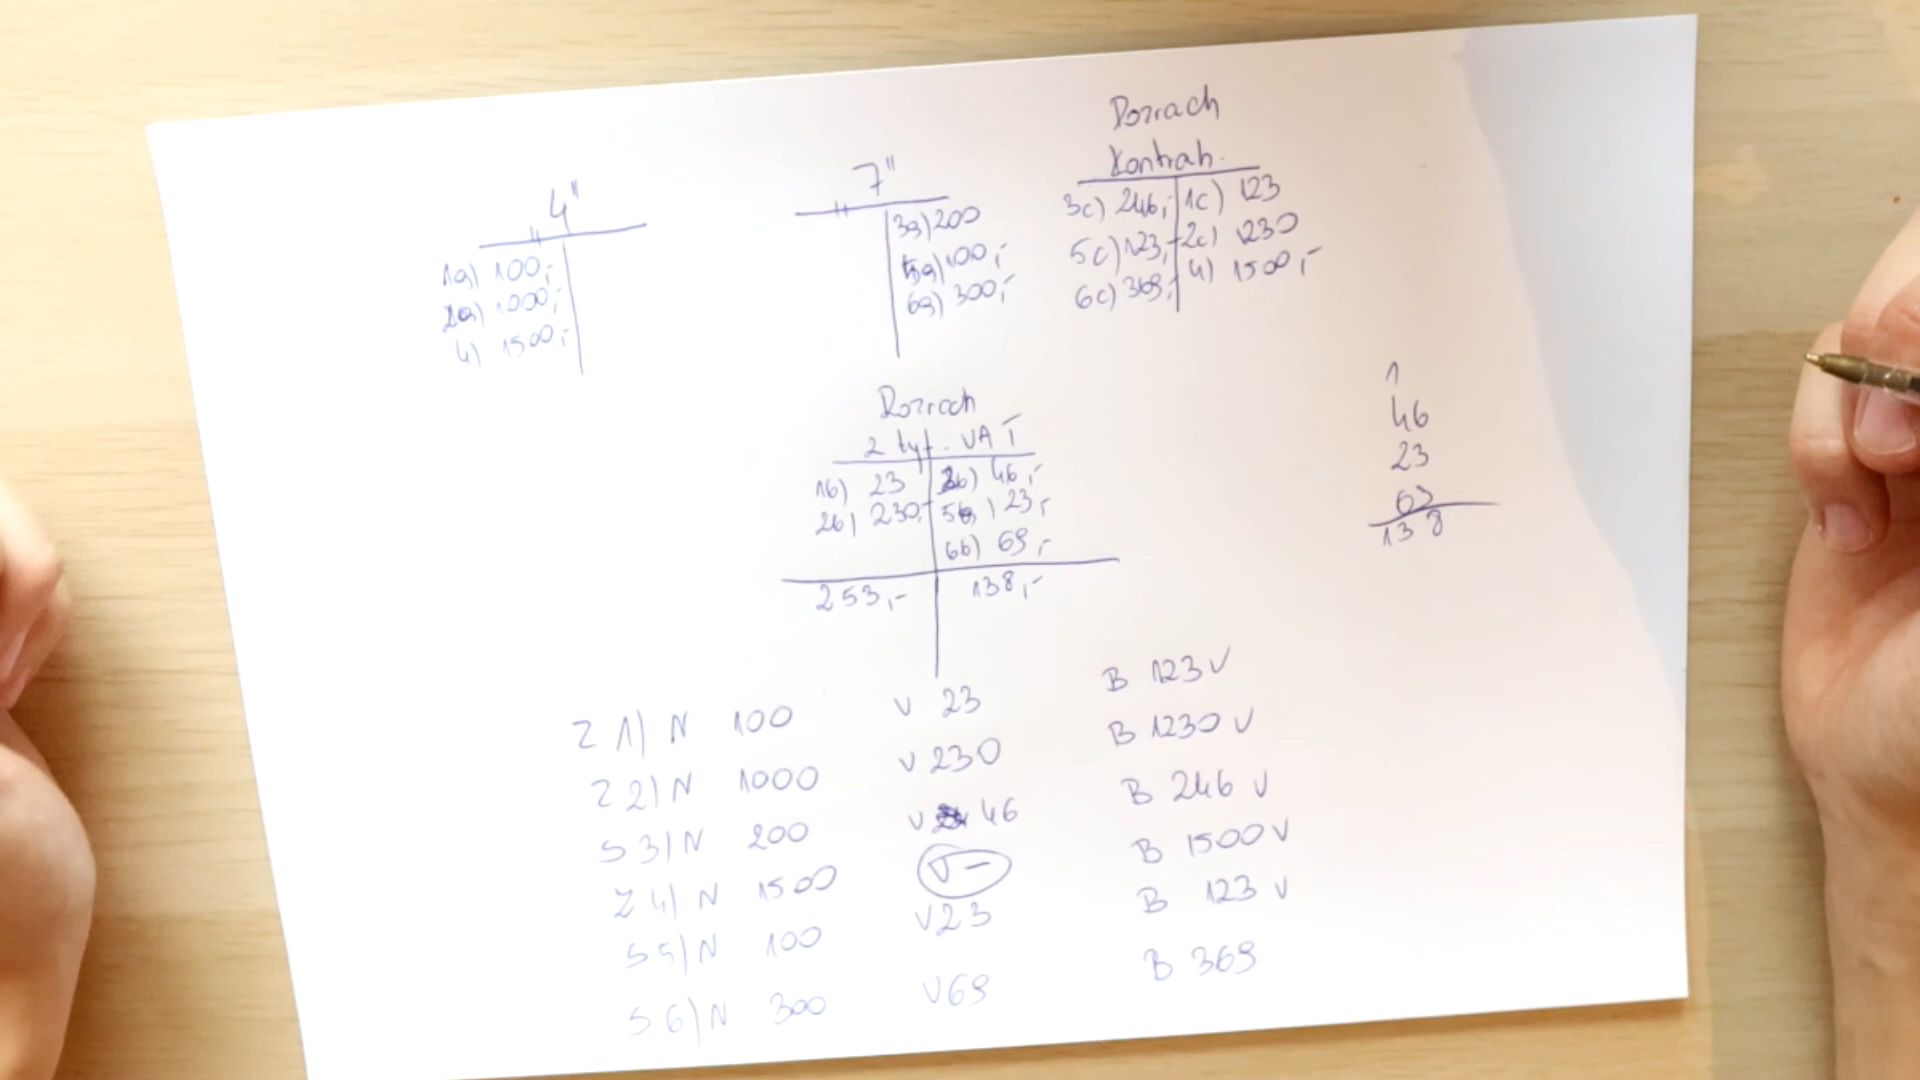 4"
1a) 100,-
2a) 1000,-
4) 1500,-
7"
3a) 200
5a) 100,-
6a) 300,-
Rozrach
Kontrah.
3c) 246,- 1c) 123
5c) 123,- 2c) 1230
6c) 369,- 4) 1500,-
Rozrach
2 tyt. VAT
1b) 23 3b) 46,-
2b) 230,- 5b) 23,-
6b) 69,-
253,- 138,-
1
46
23
69
138
Z 1) N 100 V 23 B 123 V
Z 2) N 1000 V 230 B 1230 V
S 3) N 200 V 46 B 246 V
Z 4) N 1500 V - B 1500 V
S 5) N 100 V 23 B 123 V
S 6) N 300 V 69 B 369